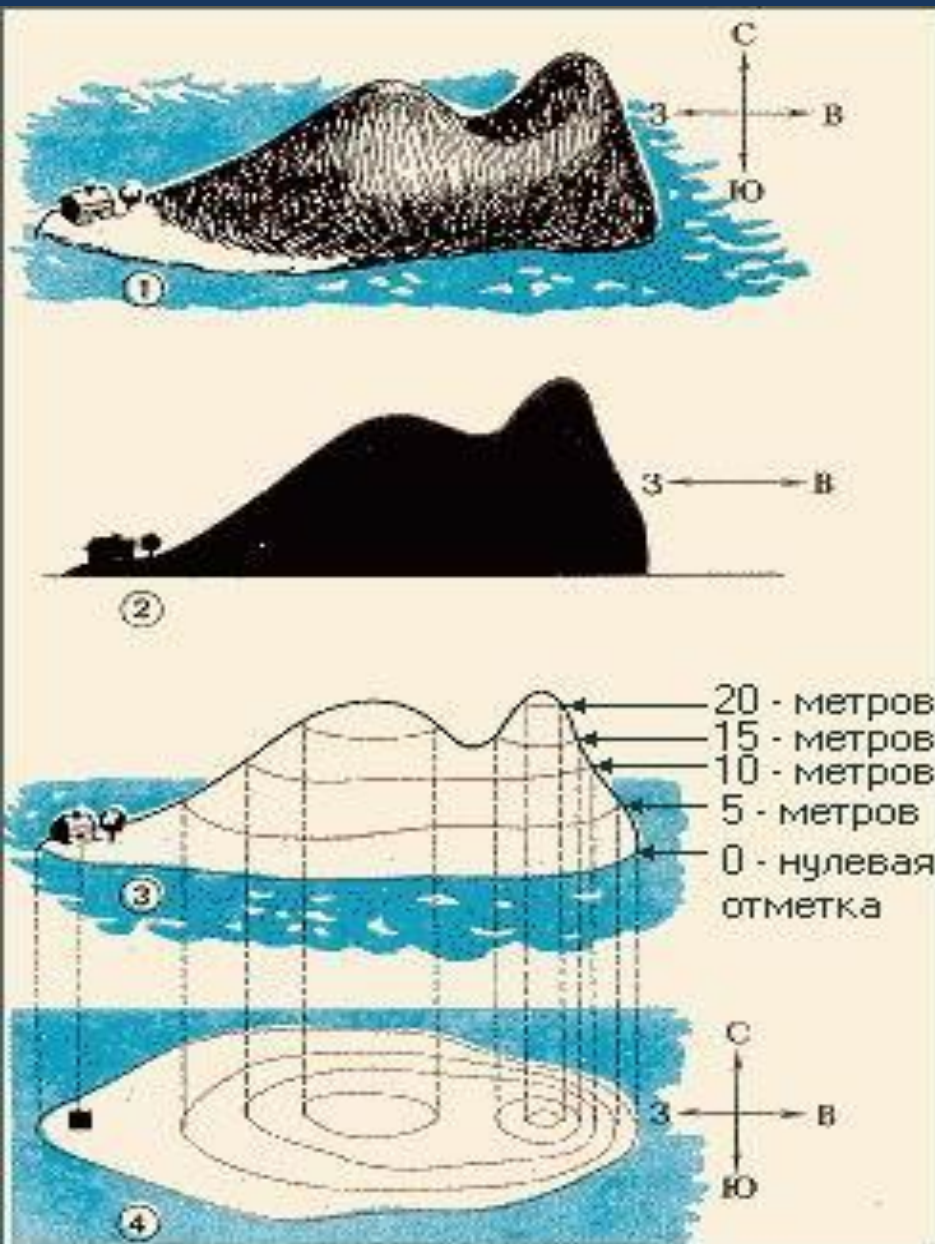 С
З В
Ю
1
З В
2
20 - метров
15 - метров
10 - метров
5 - метров
0 - нулевая
отметка
3
С
З В
Ю
4